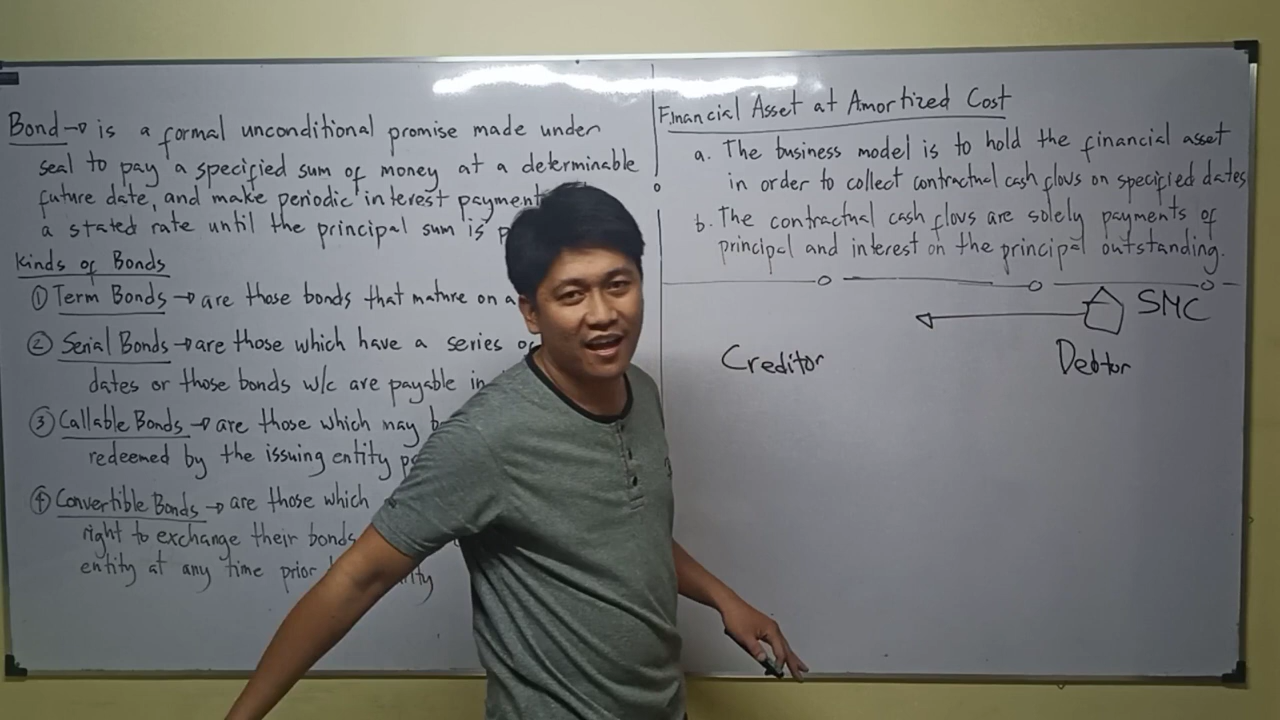 Bond → is a formal unconditional promise made under
seal to pay a specified sum of money at a determinable
future date, and make periodic interest payment
a stated rate until the principal sum is
Kinds of Bonds
① Term Bonds → are those bonds that mature on a
② Serial Bonds → are those which have a series
dates or those bonds w/c are payable in
③ Callable Bonds → are those which may
redeemed by the issuing entity
④ Convertible Bonds → are those which
right to exchange their bonds
entity at any time prior
Financial Asset at Amortized Cost
a. The business model is to hold the financial asset
in order to collect contractual cash flows on specified dates
b. The contractual cash flows are solely payments of
principal and interest on the principal outstanding.
SMC
Creditor Debtor